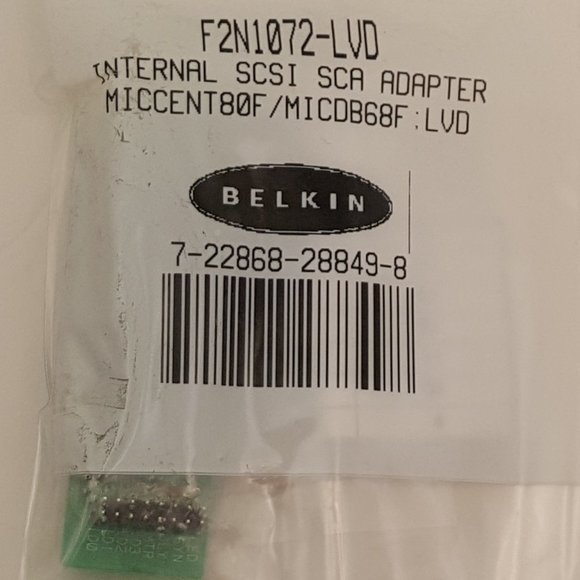 F2N1072-LVD
INTERNAL SCSI SCA ADAPTER
MICCENT80F/MICDB68F:LVD
BELKIN
7-22868-28849-8